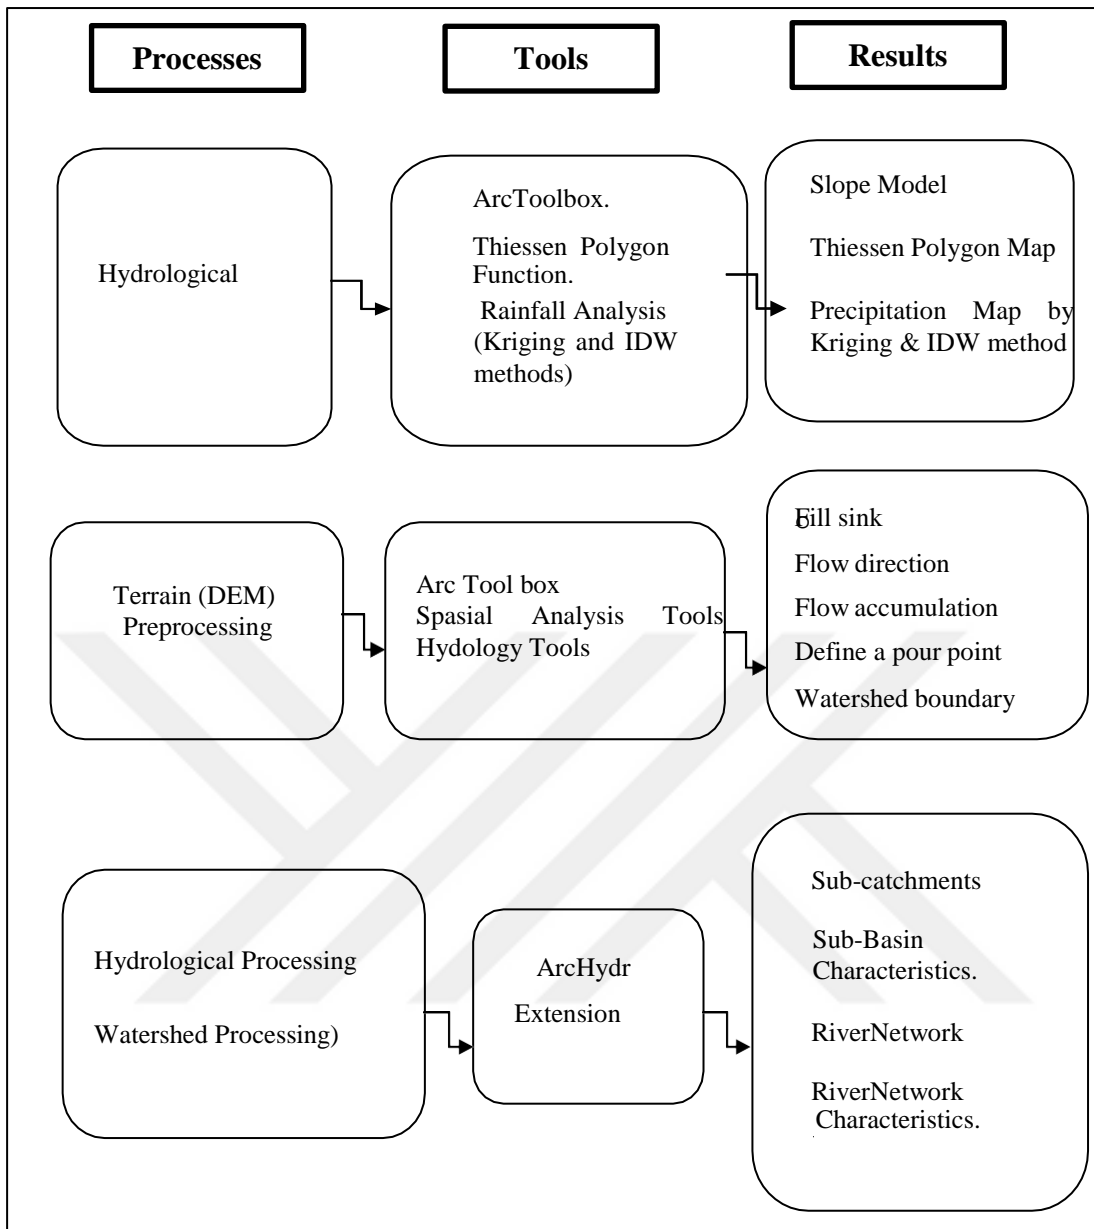 Processes
Tools
Results
Hydrological
ArcToolbox.
Thiessen Polygon
Function.
Rainfall Analysis
(Kriging and IDW
methods)
Slope Model
Thiessen Polygon Map
Precipitation Map by
Kriging & IDW method
Terrain (DEM)
Preprocessing
Arc Tool box
Spasial Analysis Tools
Hydology Tools
Fill sink
Flow direction
Flow accumulation
Define a pour point
Watershed boundary
Hydrological Processing
Watershed Processing)
ArcHydr
Extension
Sub-catchments
Sub-Basin
Characteristics.
RiverNetwork
RiverNetwork
Characteristics.